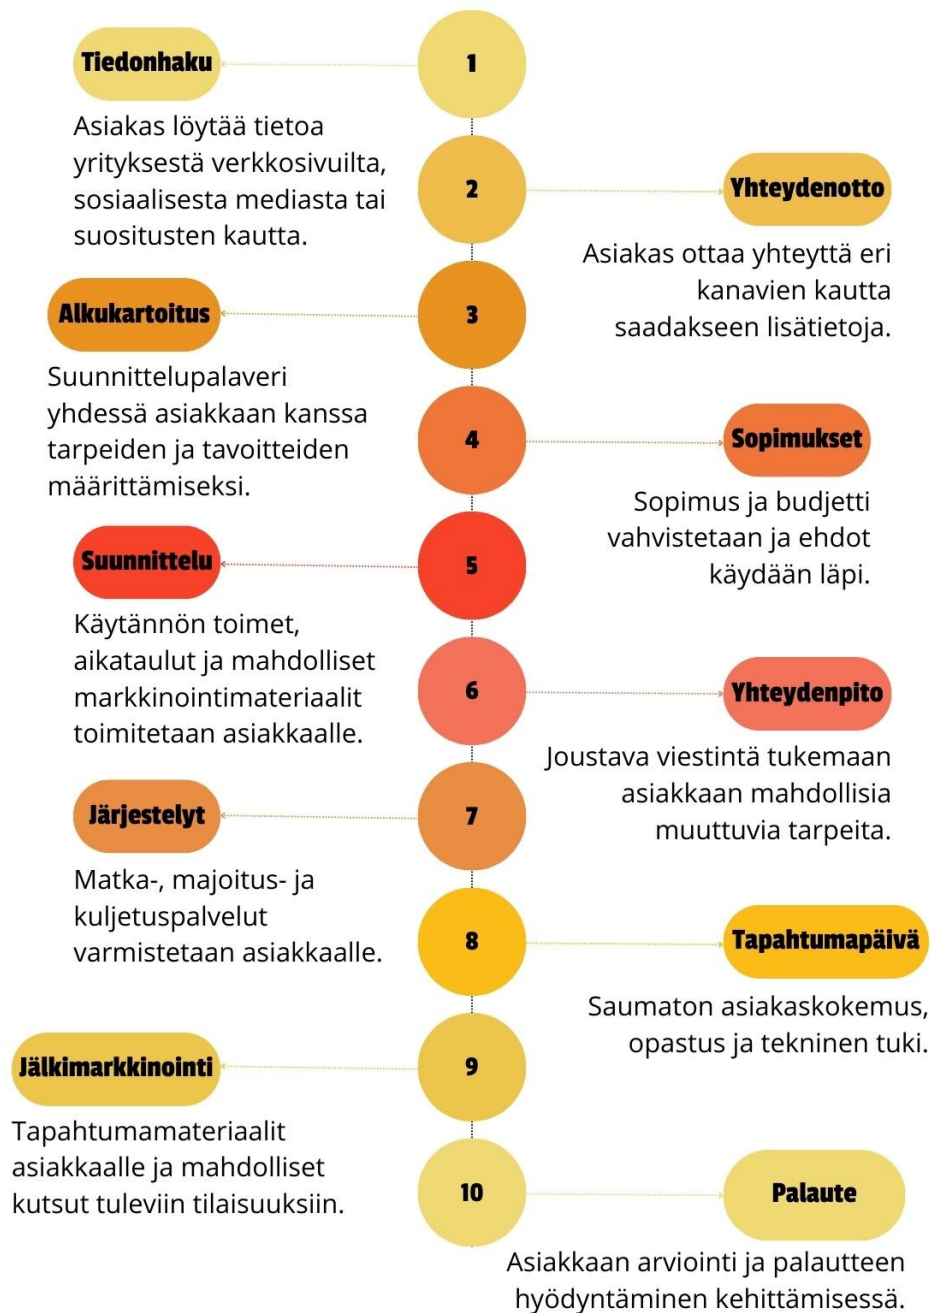 1
Tiedonhaku
Asiakas löytää tietoa
yrityksestä verkkosivuilta,
sosiaalisesta mediasta tai
suositusten kautta.
2
Yhteydenotto
Asiakas ottaa yhteyttä eri
kanavien kautta
saadakseen lisätietoja.
3
Alkukartoitus
Suunnittelupalaveri
yhdessä asiakkaan kanssa
tarpeiden ja tavoitteiden
määrittämiseksi.
4
Sopimukset
Sopimus ja budjetti
vahvistetaan ja ehdot
käydään läpi.
5
Suunnittelu
Käytännön toimet,
aikataulut ja mahdolliset
markkinointimateriaalit
toimitetaan asiakkaalle.
6
Yhteydenpito
Joustava viestintä tukemaan
asiakkaan mahdollisia
muuttuvia tarpeita.
7
Järjestelyt
Matka-, majoitus- ja
kuljetuspalvelut
varmistetaan asiakkaalle.
8
Tapahtumapäivä
Saumaton asiakaskokemus,
opastus ja tekninen tuki.
9
Jälkimarkkinointi
Tapahtumamateriaalit
asiakkaalle ja mahdolliset
kutsut tuleviin tilaisuuksiin.
10
Palaute
Asiakkaan arviointi ja palautteen
hyödyntäminen kehittämisessä.